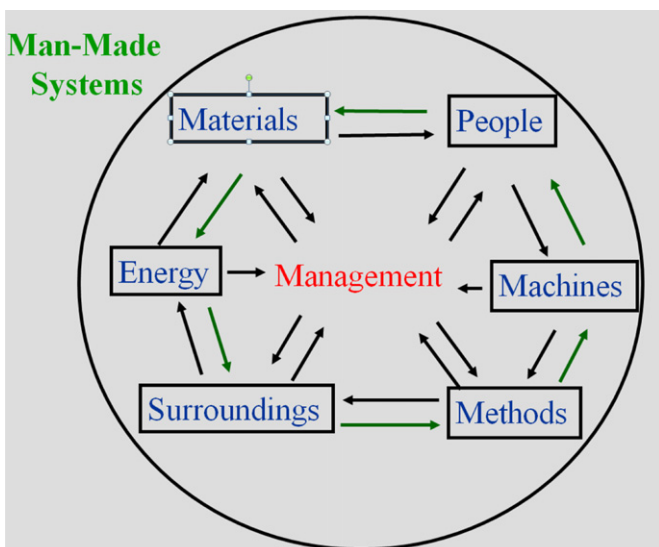 Man-Made
Systems
Materials
People
Energy
Management
Machines
Surroundings
Methods